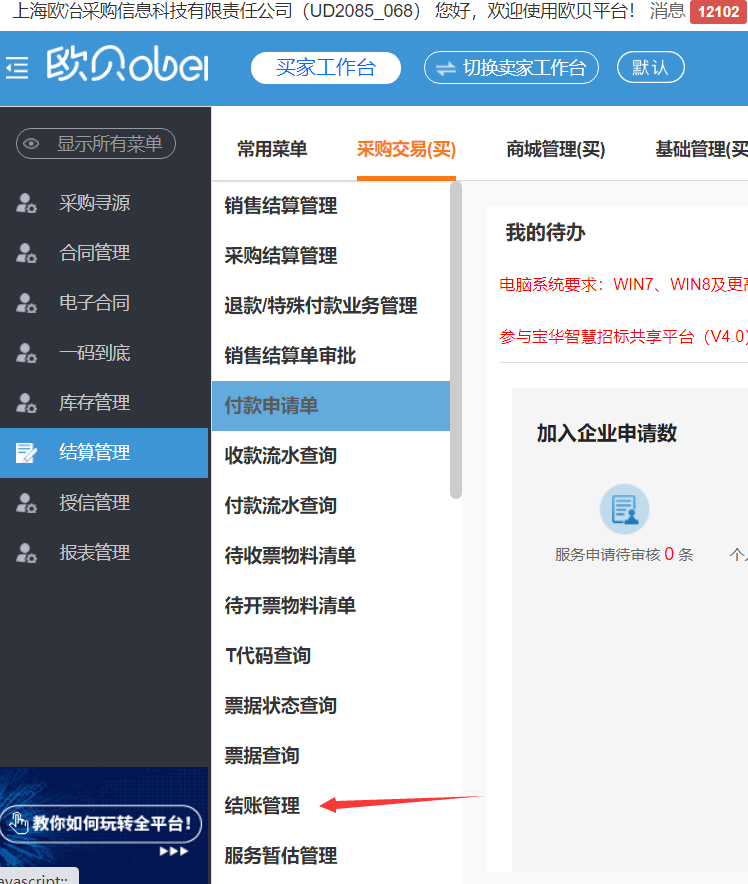 上海欧冶采购信息科技有限责任公司（UD2085_068） 您好，欢迎使用欧贝平台！ 消息 12102
欧贝obei 买家工作台 切换卖家工作台 默认
显示所有菜单
采购寻源
合同管理
电子合同
一码到底
库存管理
结算管理
授信管理
报表管理
教你如何玩转全平台！
avascript:;
常用菜单 采购交易(买) 商城管理(买) 基础管理(买
销售结算管理
采购结算管理
退款/特殊付款业务管理
销售结算单审批
付款申请单
收款流水查询
付款流水查询
待收票物料清单
待开票物料清单
T代码查询
票据状态查询
票据查询
结账管理
服务暂估管理
我的待办
电脑系统要求：WIN7、WIN8及更高
参与宝华智慧招标共享平台（V4.0）
加入企业申请数
服务申请待审核 0 条 个人